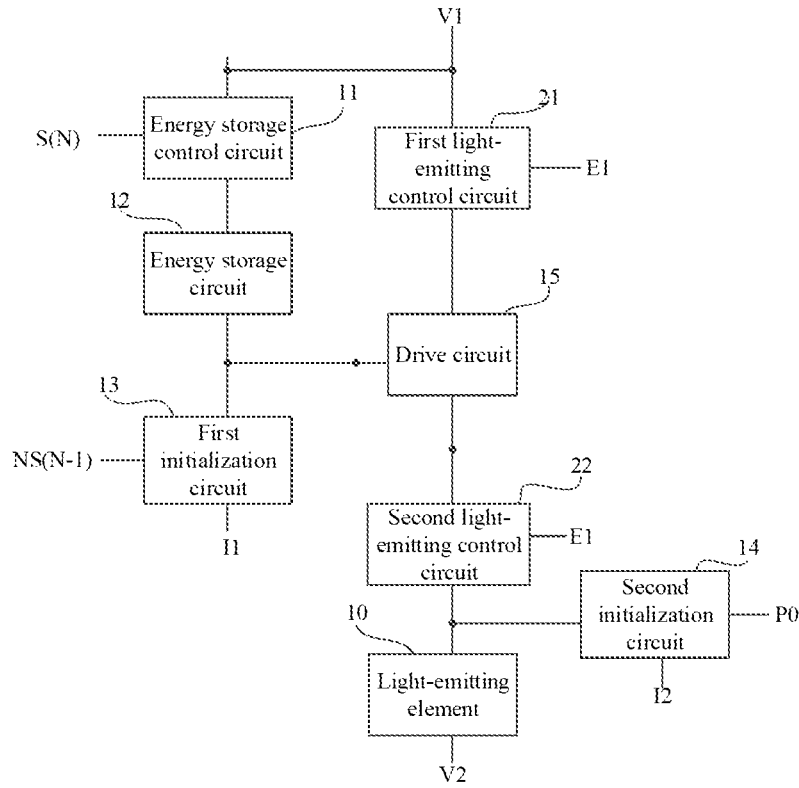 V1
11
21
S(N)
Energy storage
control circuit
First light-
emitting
control circuit
E1
12
Energy storage
circuit
15
Drive circuit
13
First
initialization
circuit
NS(N-1)
I1
22
Second light-
emitting control
circuit
E1
14
Second
initialization
circuit
P0
I2
10
Light-emitting
element
V2